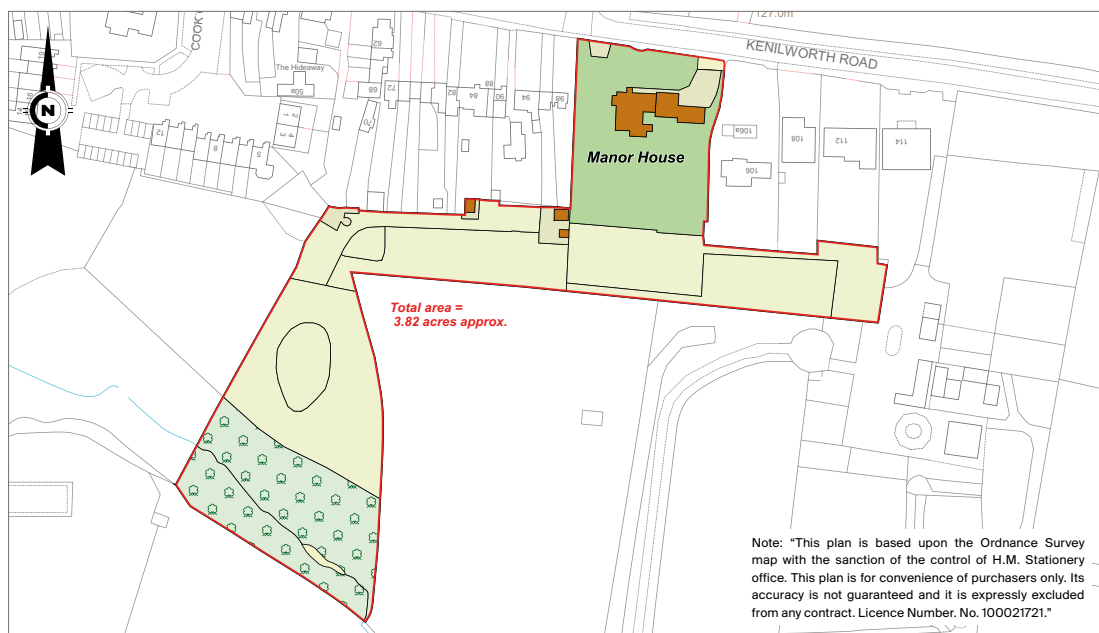 127.0m
KENILWORTH ROAD
COOK'
The Hideaway
50a
62
68
72
70
82
84
88
90
94
98
19
16
14
12
8
5
2
1
4
3
Manor House
106a
106
108
112
114
N
Total area =
3.82 acres approx.
Note: “This plan is based upon the Ordnance Survey
map with the sanction of the control of H.M. Stationery
office. This plan is for convenience of purchasers only. Its
accuracy is not guaranteed and it is expressly excluded
from any contract. Licence Number. No. 100021721.”